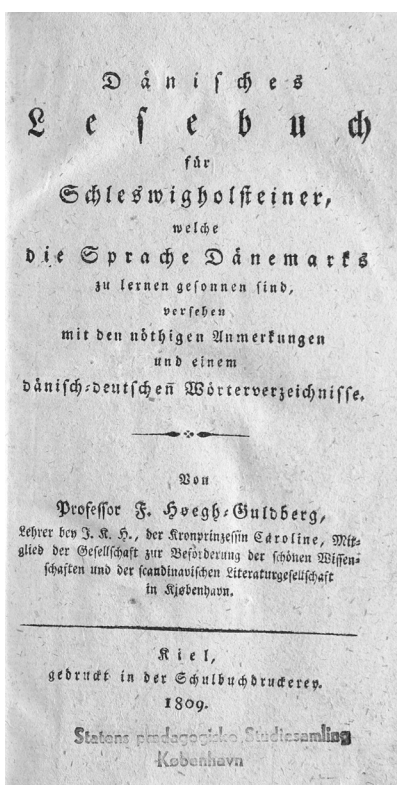 Dänisches
Lesebuch
für
Schleswigholsteiner,
welche
die Sprache Dänemarks
zu lernen gesonnen sind,
versehen
mit den nöthigen Anmerkungen
und einem
dänisch-deutschen Wörterverzeichnisse.
Von
Professor F. Hoegh-Guldberg,
Lehrer bey J. K. H., der Kronprinzessin Caroline, Mit-
glied der Gesellschaft zur Beförderung der schönen Wissen-
schaften und der scandinavischen Literaturgesellschaft
in Kjøbenhavn.
Kiel,
gedruckt in der Schulbuchdruckerey.
1809.
Statens pædagogiske Studiesamling
København